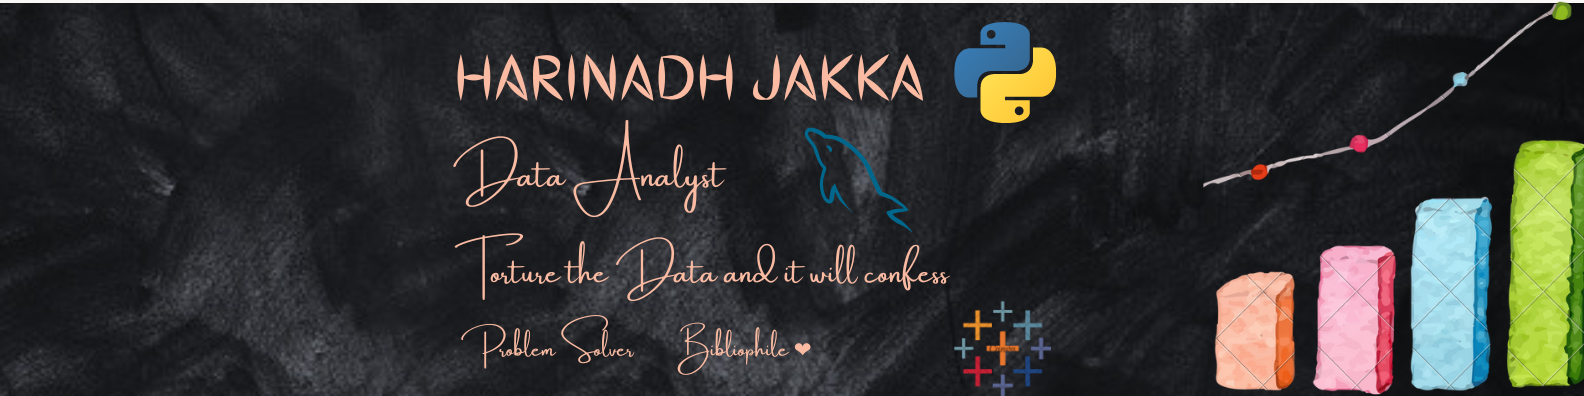 HARINADH JAKKA
Data Analyst
Torture the Data and it will confess
Problem Solver Bibliophile ❤